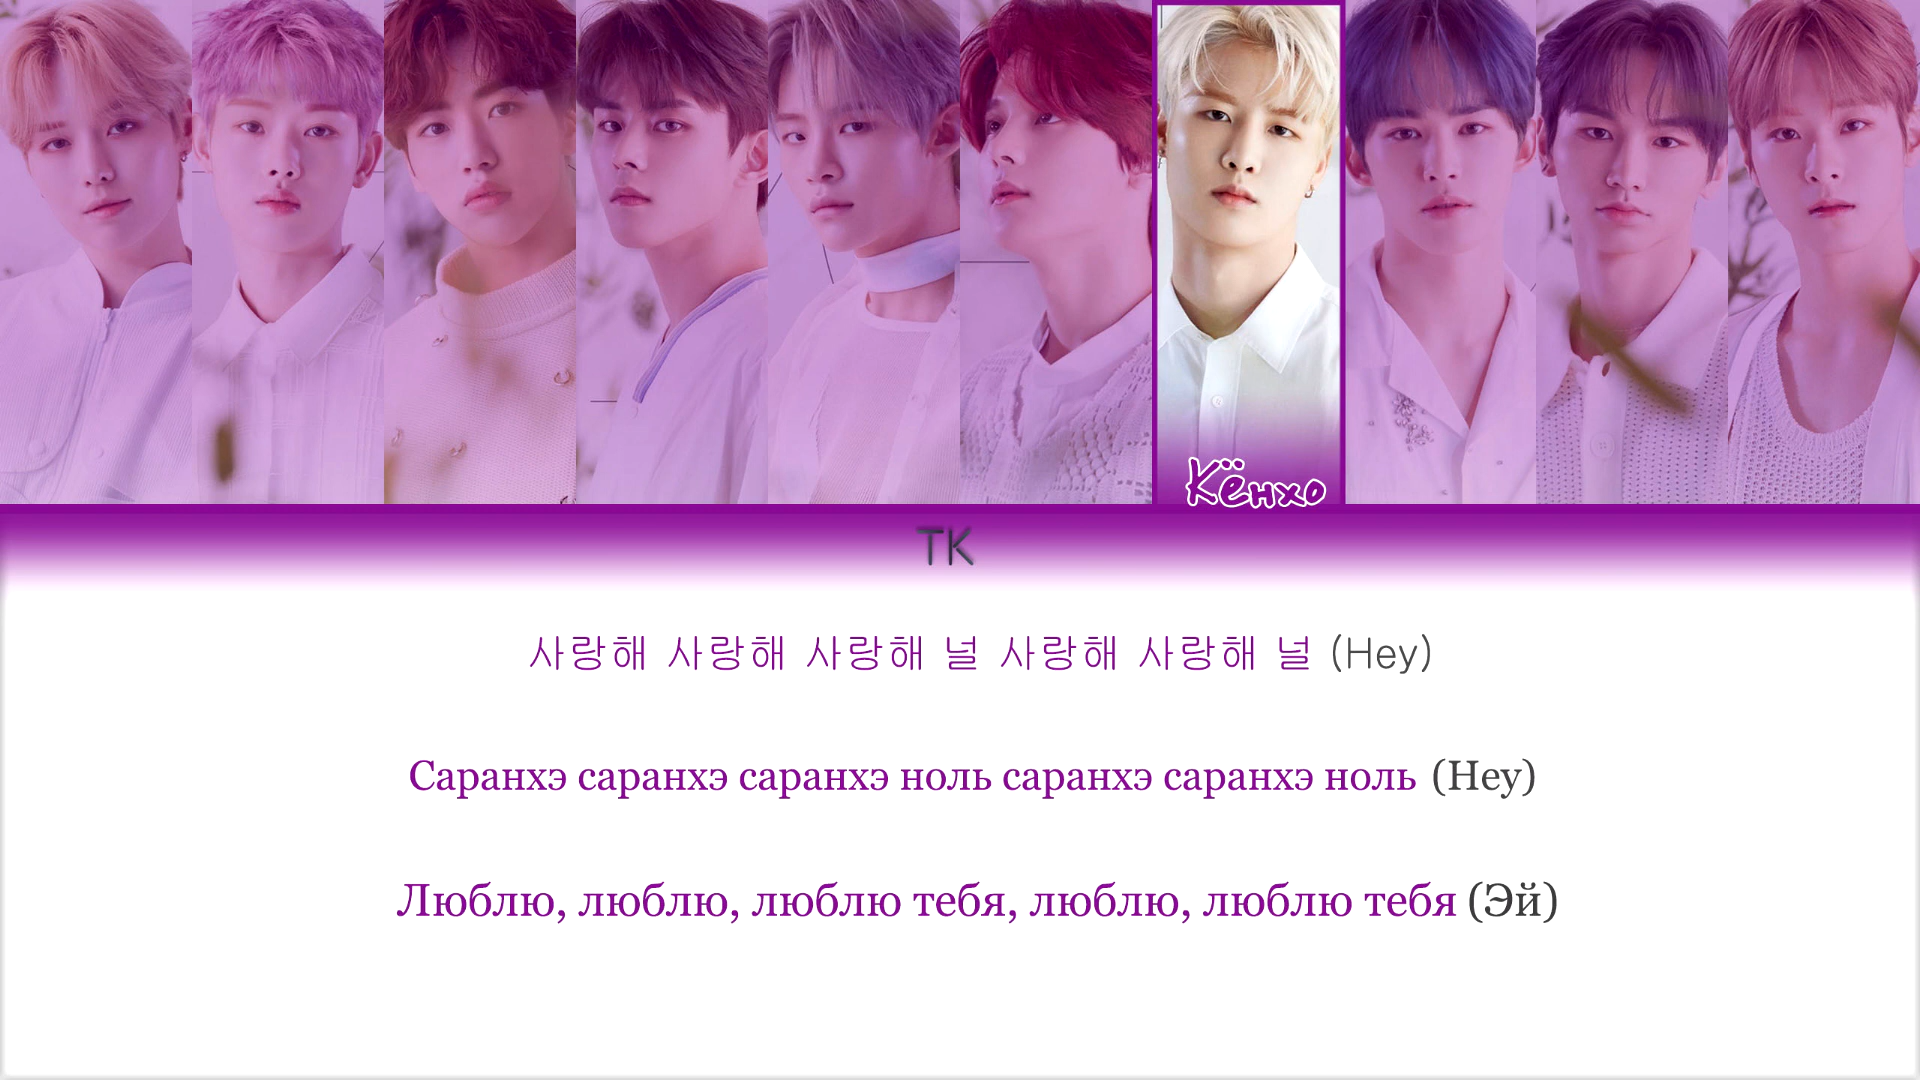 Кёнхо
TK
사랑해 사랑해 사랑해 널 사랑해 사랑해 널 (Hey)
Саранхэ саранхэ саранхэ ноль саранхэ саранхэ ноль (Hey)
Люблю, люблю, люблю тебя, люблю, люблю тебя (Эй)